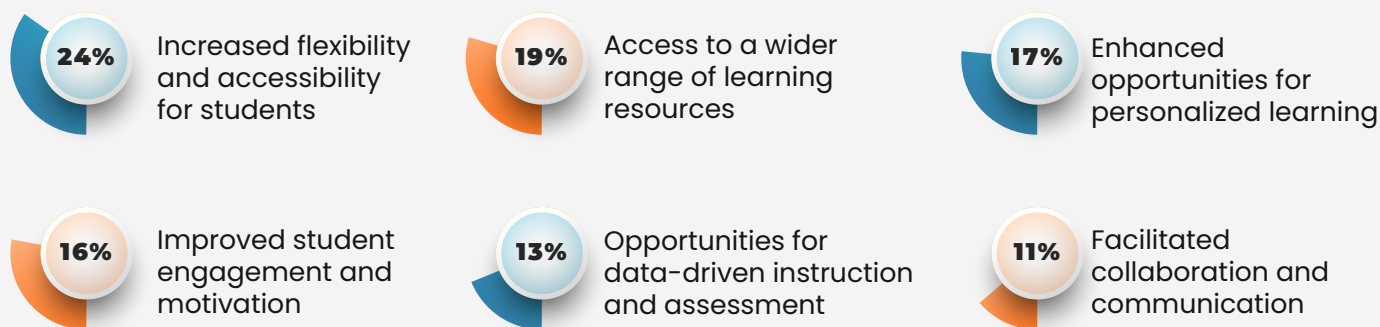 24%
Increased flexibility
and accessibility
for students
19%
Access to a wider
range of learning
resources
17%
Enhanced
opportunities for
personalized learning
16%
Improved student
engagement and
motivation
13%
Opportunities for
data-driven instruction
and assessment
11%
Facilitated
collaboration and
communication